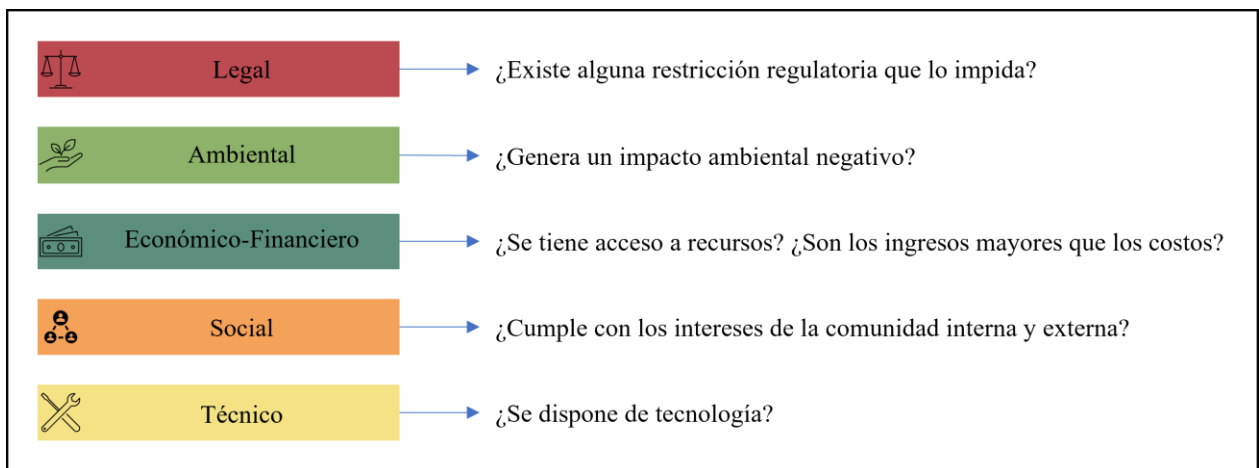 Legal
¿Existe alguna restricción regulatoria que lo impida?
Ambiental
¿Genera un impacto ambiental negativo?
Económico-Financiero
¿Se tiene acceso a recursos? ¿Son los ingresos mayores que los costos?
Social
¿Cumple con los intereses de la comunidad interna y externa?
Técnico
¿Se dispone de tecnología?